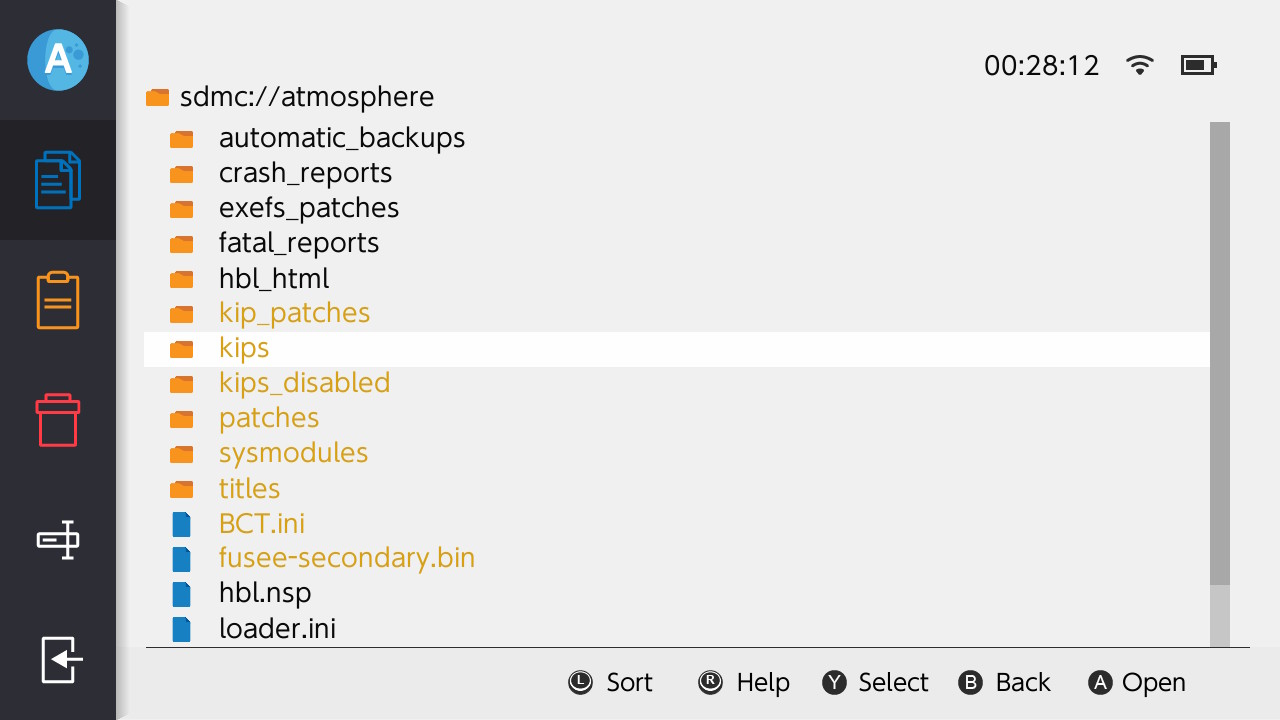 A
00:28:12
sdmc://atmosphere
automatic_backups
crash_reports
exefs_patches
fatal_reports
hbl_html
kip_patches
kips
kips_disabled
patches
sysmodules
titles
BCT.ini
fusee-secondary.bin
hbl.nsp
loader.ini
L Sort R Help Y Select B Back A Open